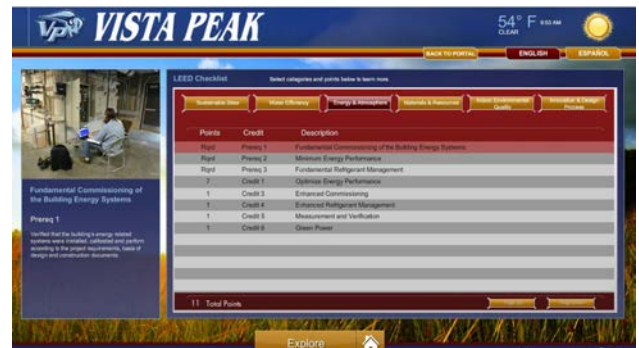 VP
VISTA PEAK
54° F 9:53 AM
CLEAR
BACK TO PORTAL
ENGLISH
ESPAÑOL
LEED Checklist
Select categories and points below to learn more.
Sustainable Sites
Water Efficiency
Energy & Atmosphere
Materials & Resources
Indoor Environmental
Quality
Innovation & Design
Process
Points Credit Description
Rqrd Prereq 1 Fundamental Commissioning of the Building Energy Systems
Rqrd Prereq 2 Minimum Energy Performance
Rqrd Prereq 3 Fundamental Refrigerant Management
7 Credit 1 Optimize Energy Performance
1 Credit 3 Enhanced Commissioning
1 Credit 4 Enhanced Refrigerant Management
1 Credit 5 Measurement and Verification
1 Credit 6 Green Power
11 Total Points
Fundamental Commissioning of
the Building Energy Systems
Prereq 1
Verified that the building's energy related
systems were installed, calibrated and perform
according to the project requirements, basis of
design and construction documents
Explore